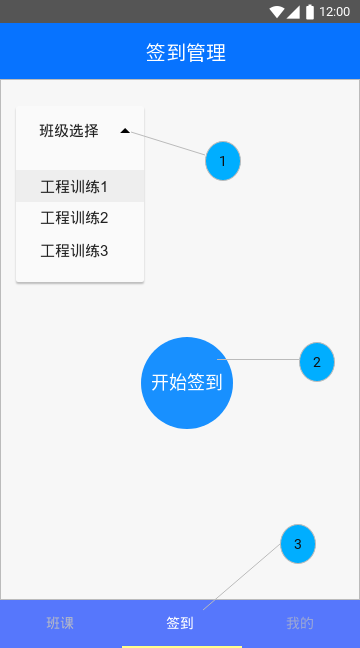 12:00
签到管理
班级选择
1
工程训练1
工程训练2
工程训练3
2
开始签到
3
班课 签到 我的